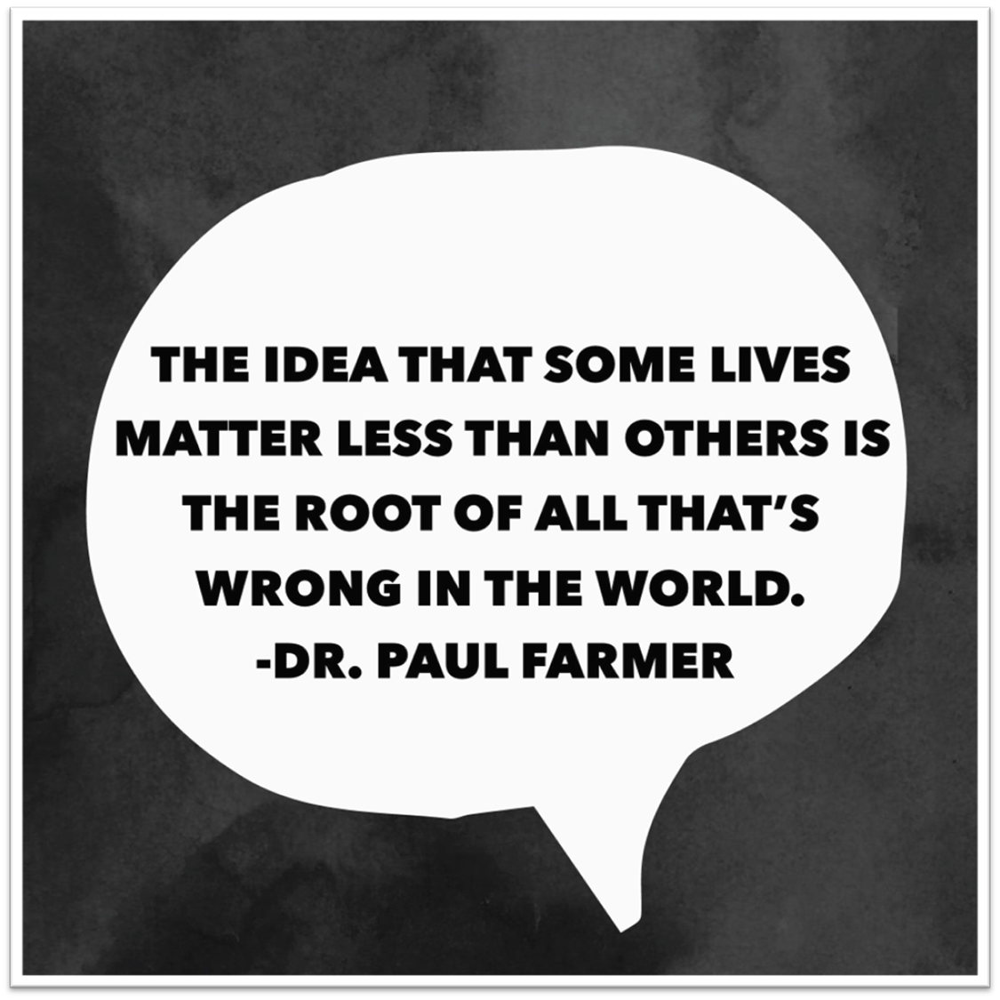 THE IDEA THAT SOME LIVES
MATTER LESS THAN OTHERS IS
THE ROOT OF ALL THAT’S
WRONG IN THE WORLD.
-DR. PAUL FARMER